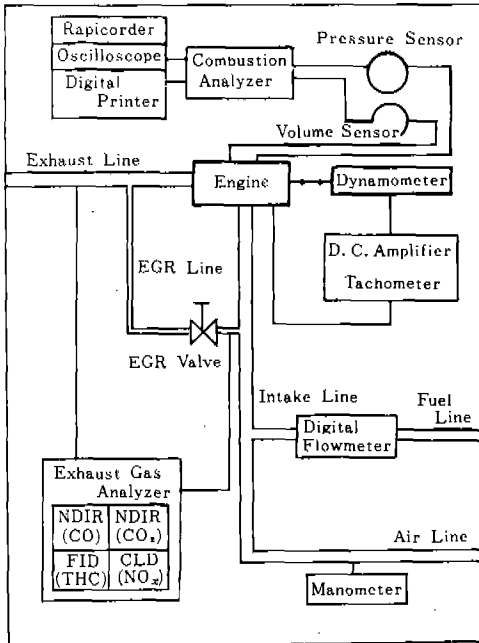 Rapicorder
Oscilloscope
Digital
Printer
Combustion
Analyzer
Pressure Sensor
Volume Sensor
Exhaust Line
Engine
Dynamometer
D.C. Amplifier
Tachometer
EGR Line
EGR Valve
Intake Line
Fuel
Line
Digital
Flowmeter
Exhaust Gas
Analyzer
NDIR
(CO)
NDIR
(CO₂)
FID
(THC)
CLD
(NOx)
Air Line
Manometer